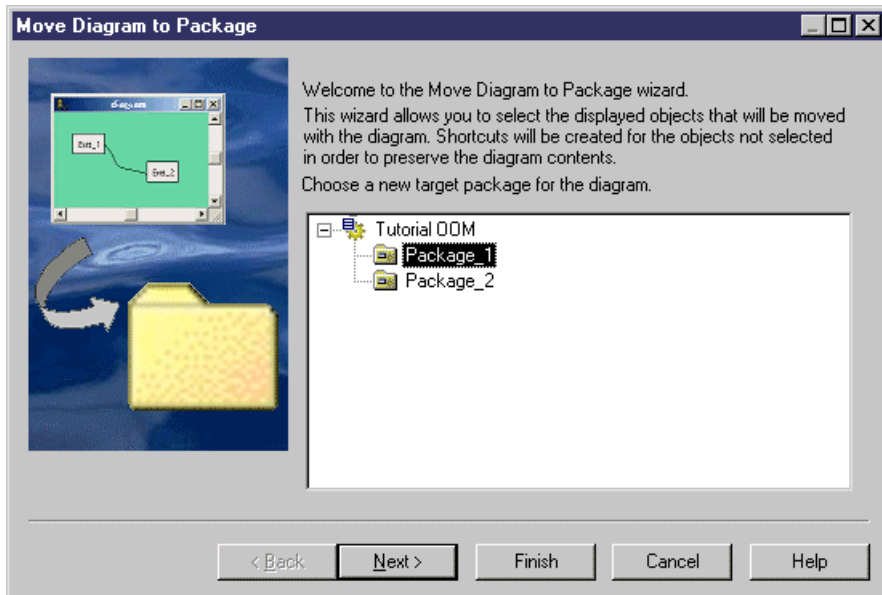 Move Diagram to Package
diagram
Entt_1
Entt_2
Welcome to the Move Diagram to Package wizard.
This wizard allows you to select the displayed objects that will be moved
with the diagram. Shortcuts will be created for the objects not selected
in order to preserve the diagram contents.
Choose a new target package for the diagram.
Tutorial OOM
Package_1
Package_2
< Back
Next >
Finish
Cancel
Help